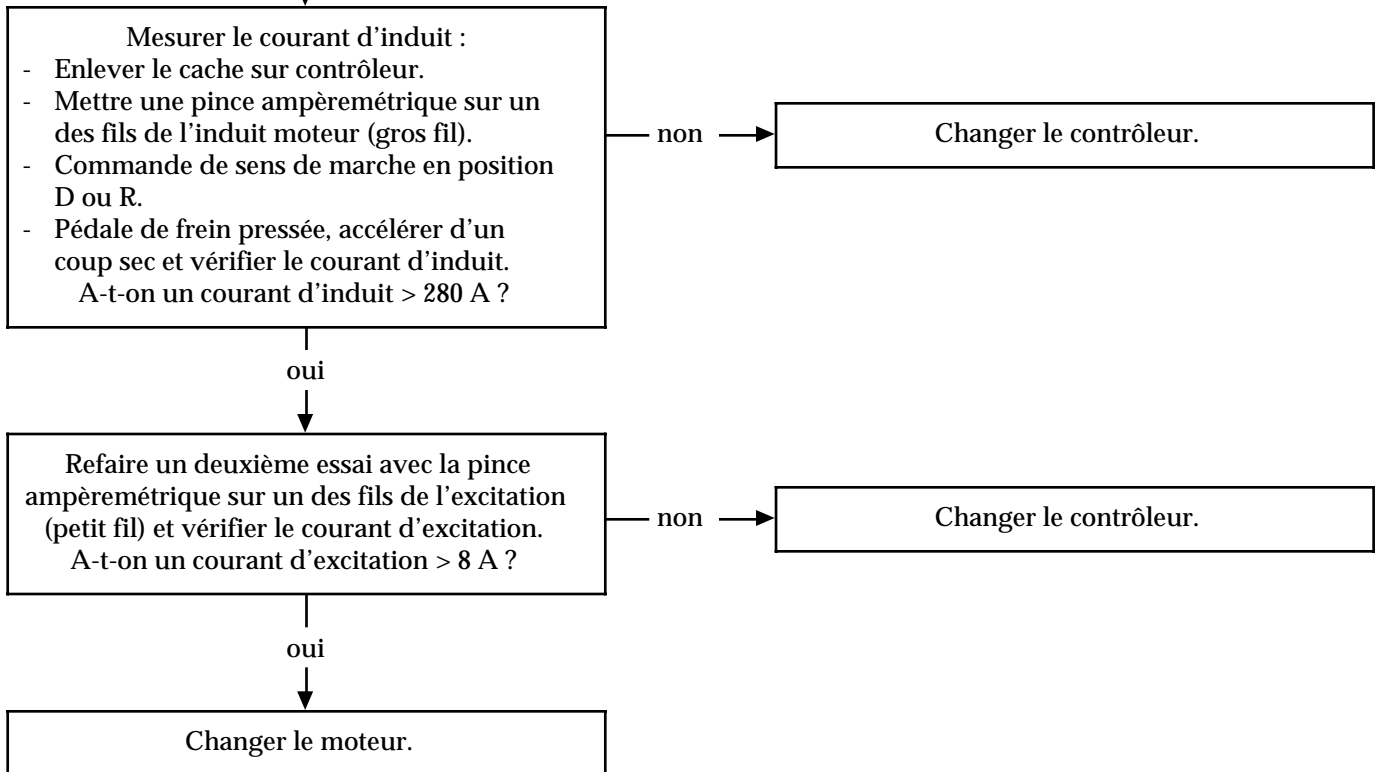 Mesurer le courant d’induit :
- Enlever le cache sur contrôleur.
- Mettre une pince ampèremétrique sur un
des fils de l’induit moteur (gros fil).
- Commande de sens de marche en position
D ou R.
- Pédale de frein pressée, accélérer d’un
coup sec et vérifier le courant d’induit.
A-t-on un courant d’induit > 280 A ?
non
Changer le contrôleur.
oui
Refaire un deuxième essai avec la pince
ampèremétrique sur un des fils de l’excitation
(petit fil) et vérifier le courant d’excitation.
A-t-on un courant d’excitation > 8 A ?
non
Changer le contrôleur.
oui
Changer le moteur.